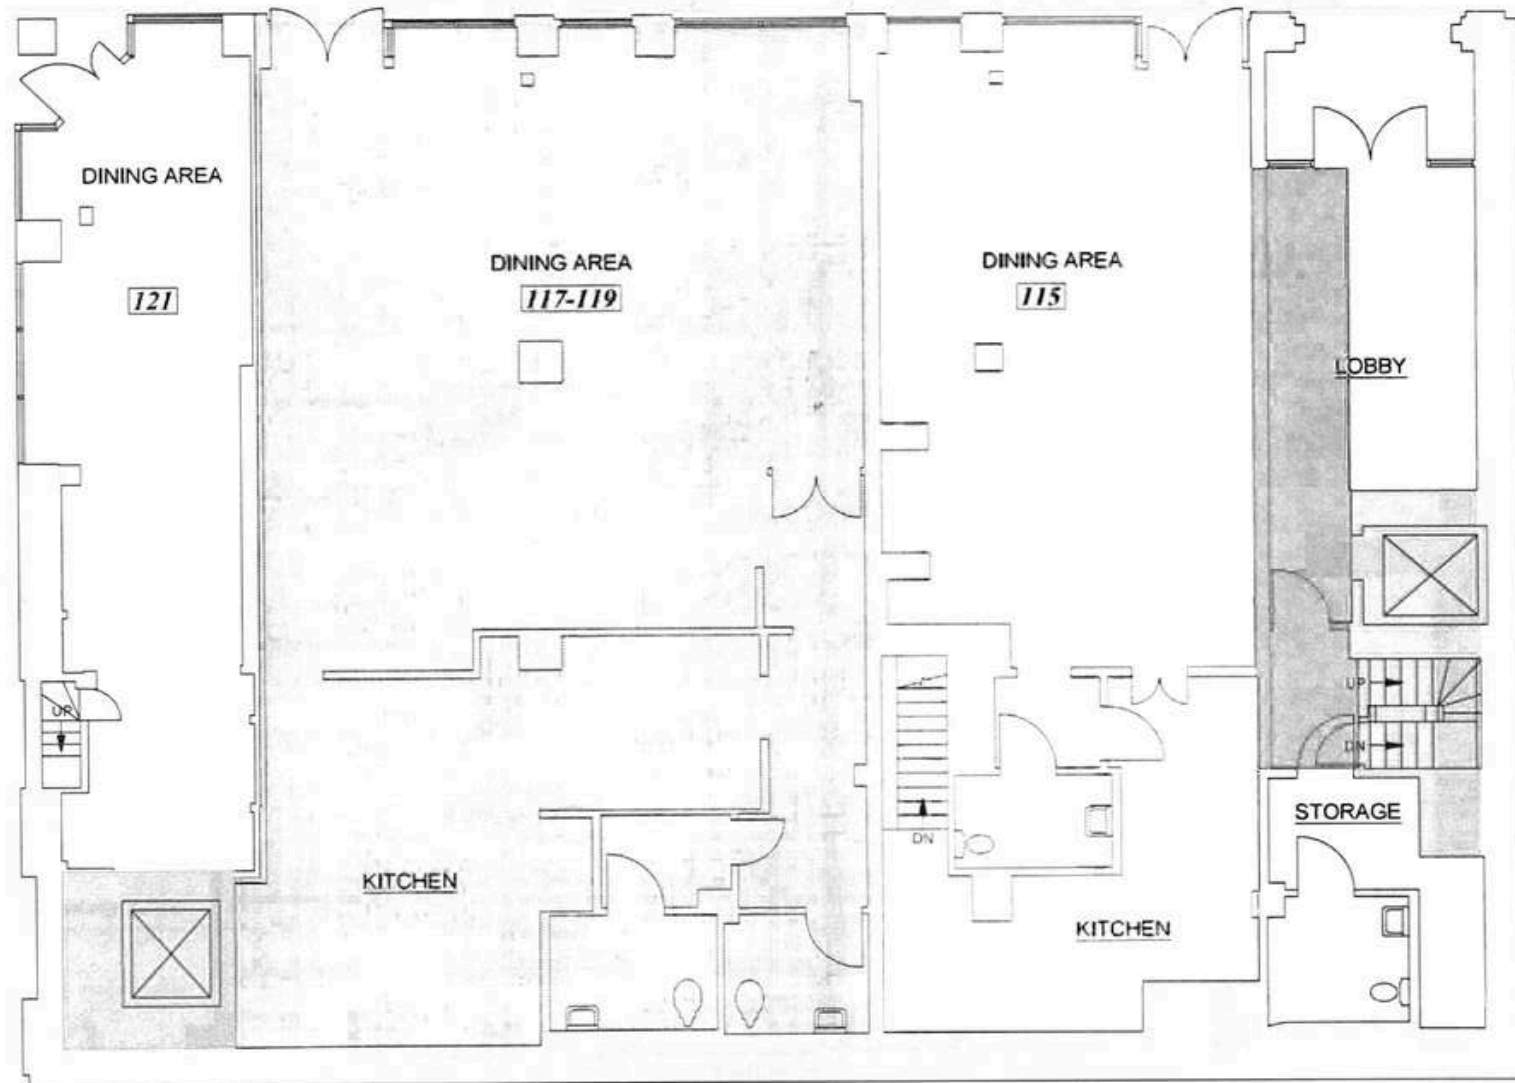 DINING AREA
121
DINING AREA
117-119
DINING AREA
115
LOBBY
UP
UP
DN
DN
STORAGE
KITCHEN
KITCHEN